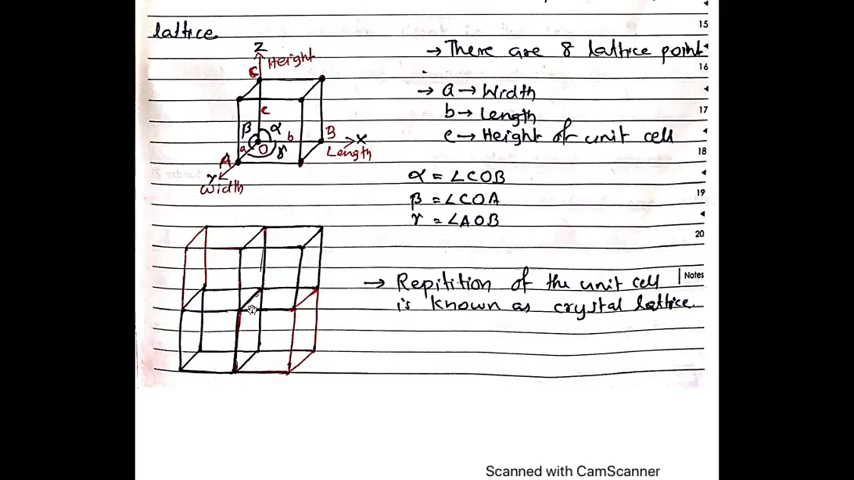 lattice
15
Z
Height
→ There are 8 lattice point
16
C
→ a → Width
c
b → Length
17
β α b B X
c → Height of unit cell
a O γ
Length
18
A
Y
Width
α = ∠COB
β = ∠COA
19
γ = ∠AOB
20
→ Repitition of the unit cell
Notes
is known as crystal lattice.
Scanned with CamScanner